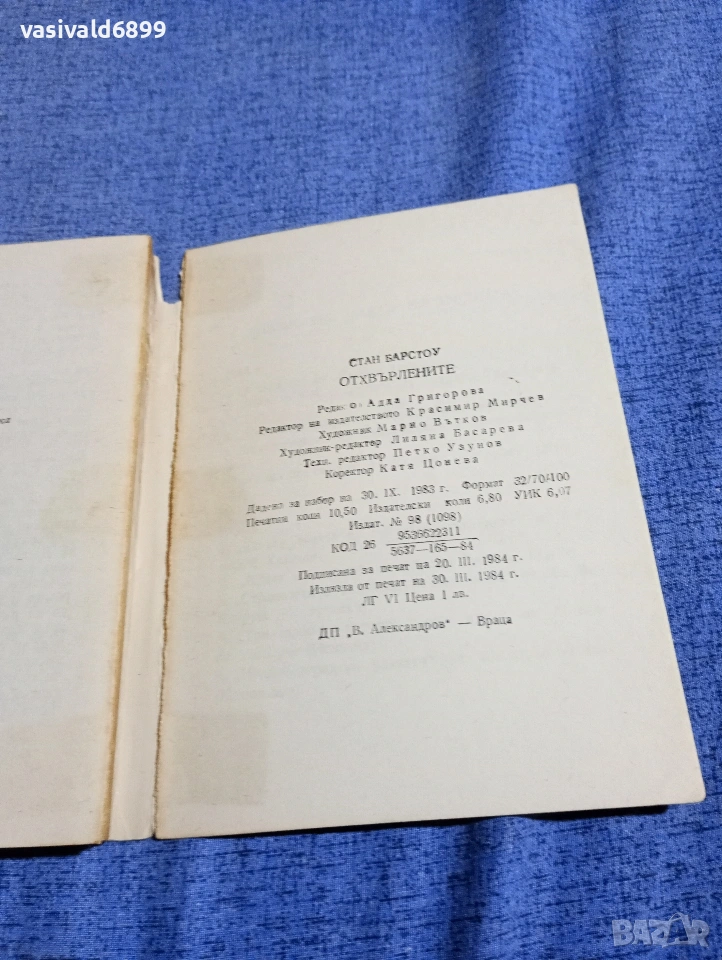 vasivald6899
СТАН БАРСТОУ
ОТХВЪРЛЕНИТЕ
Редактор Адда Григорова
Редактор на издателството Красимир Мирчев
Художник Марио Вътков
Художник-редактор Лиляна Басарева
Техн. редактор Петко Узунов
Коректор Катя Цонева
Дадена за набор на 30. IX. 1983 г. Формат 32/70/100
Печатни коли 10,50 Издателски коли 6,80 УИК 6,07
Издат. № 98 (1098)
КОД 26 9536622311
5637—165—84
Подписана за печат на 20. III. 1984 г.
Излязла от печат на 30. III. 1984 г.
ЛГ VI Цена 1 лв.
ДП „В. Александров“ — Враца
BAZAR